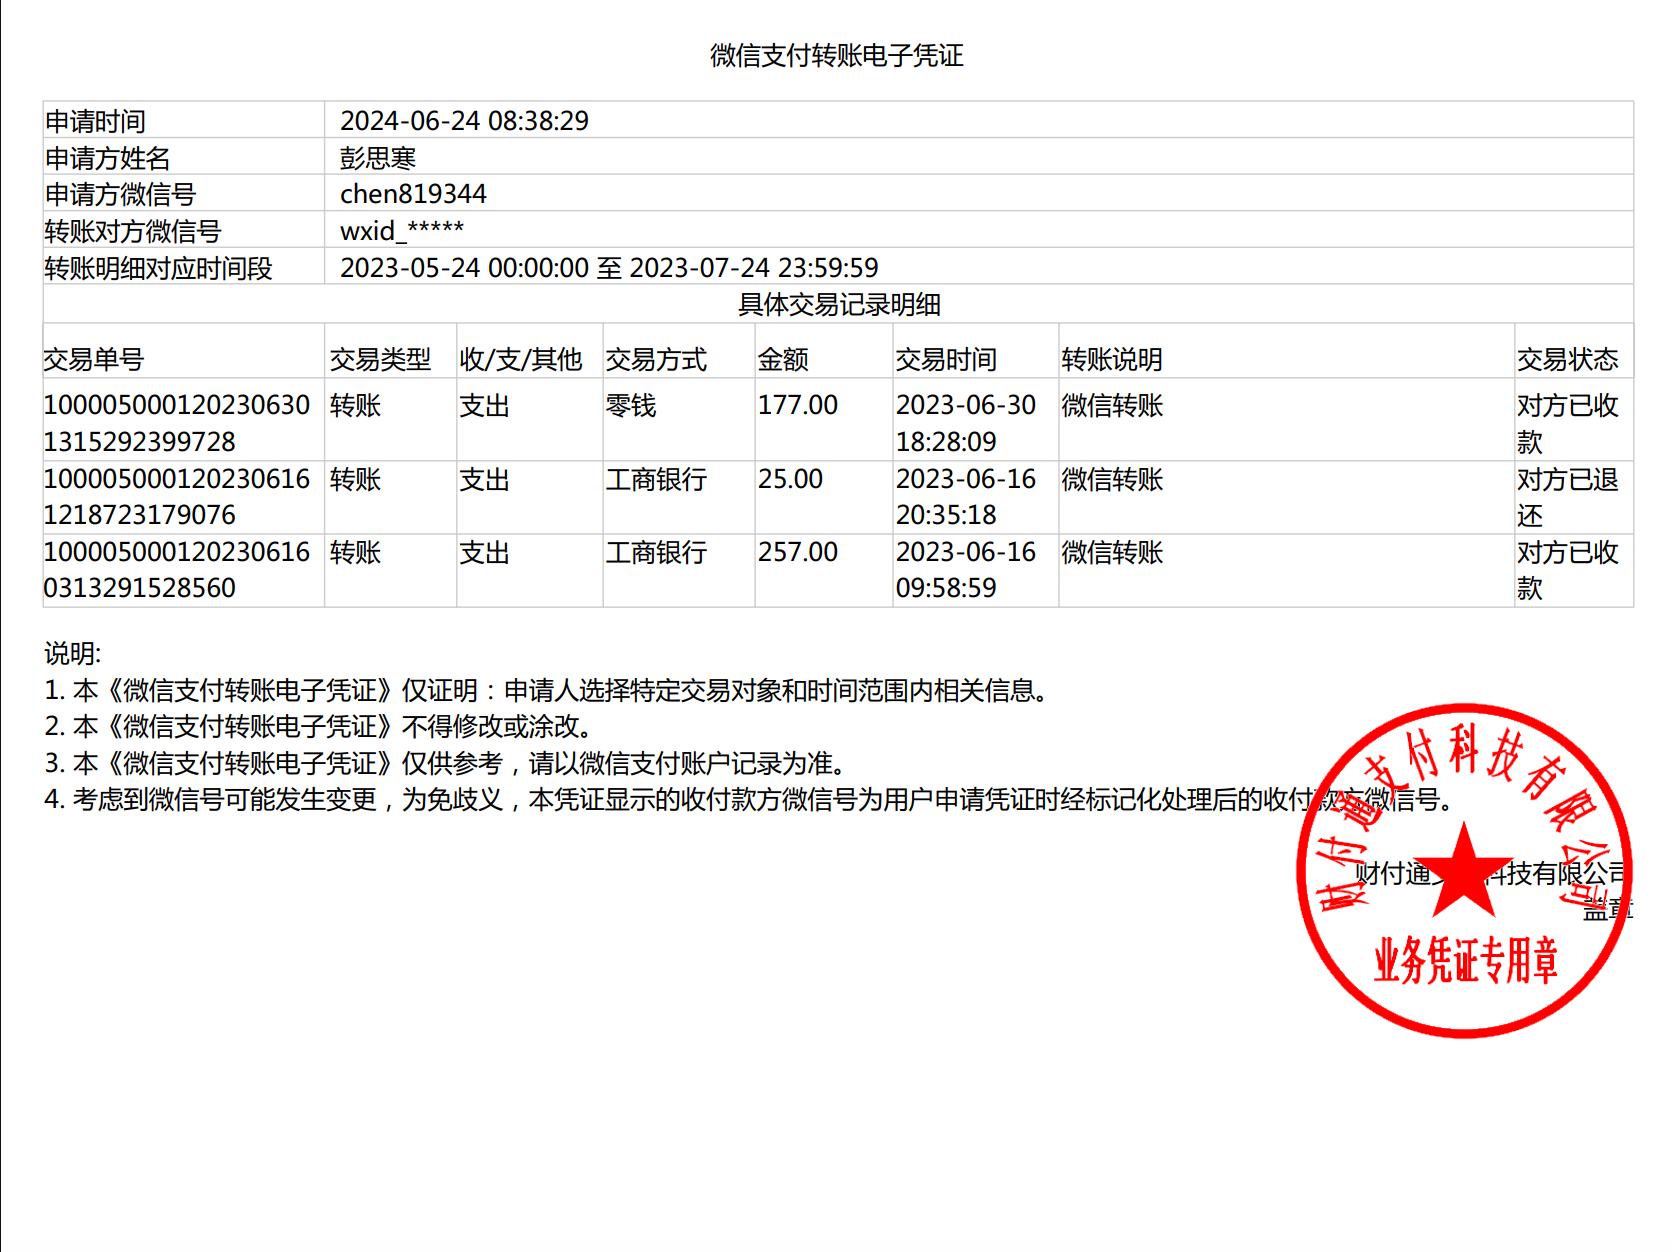 微信支付转账电子凭证
申请时间 2024-06-24 08:38:29
申请方姓名 彭思寒
申请方微信号 chen819344
转账对方微信号 wxid_*****
转账明细对应时间段 2023-05-24 00:00:00 至 2023-07-24 23:59:59
具体交易记录明细
交易单号 交易类型 收/支/其他 交易方式 金额 交易时间 转账说明 交易状态
100005000120230630 转账 支出 零钱 177.00 2023-06-30 微信转账 对方已收
1315292399728 18:28:09 款
100005000120230616 转账 支出 工商银行 25.00 2023-06-16 微信转账 对方已退
1218723179076 20:35:18 还
100005000120230616 转账 支出 工商银行 257.00 2023-06-16 微信转账 对方已收
0313291528560 09:58:59 款
说明:
1. 本《微信支付转账电子凭证》仅证明：申请人选择特定交易对象和时间范围内相关信息。
2. 本《微信支付转账电子凭证》不得修改或涂改。
3. 本《微信支付转账电子凭证》仅供参考，请以微信支付账户记录为准。
4. 考虑到微信号可能发生变更，为免歧义，本凭证显示的收付款方微信号为用户申请凭证时经标记化处理后的收付款方微信号。
财付通支付科技有限公司
盖章
财付通支付科技有限公司
业务凭证专用章